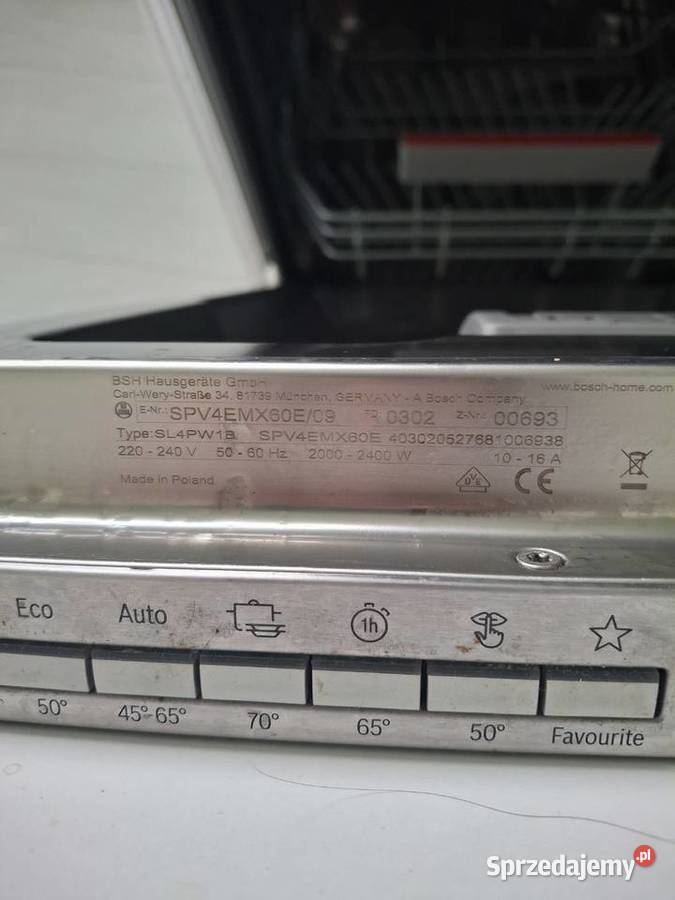 BSH Hausgeräte GmbH
Carl-Wery-Straße 34, 81739 München, GERMANY - A Bosch Company
www.bosch-home.com
E-Nr.: SPV4EMX60E/09 FD: 0302 Z-Nr.: 00693
Type: SL4PW1B SPV4EMX60E 403020527681006938
220 - 240 V 50 - 60 Hz 2000 - 2400 W 10 - 16 A
Made in Poland
DVE
CE
Eco Auto 1h
50° 45°-65° 70° 65° 50° Favourite
Sprzedajemy.pl